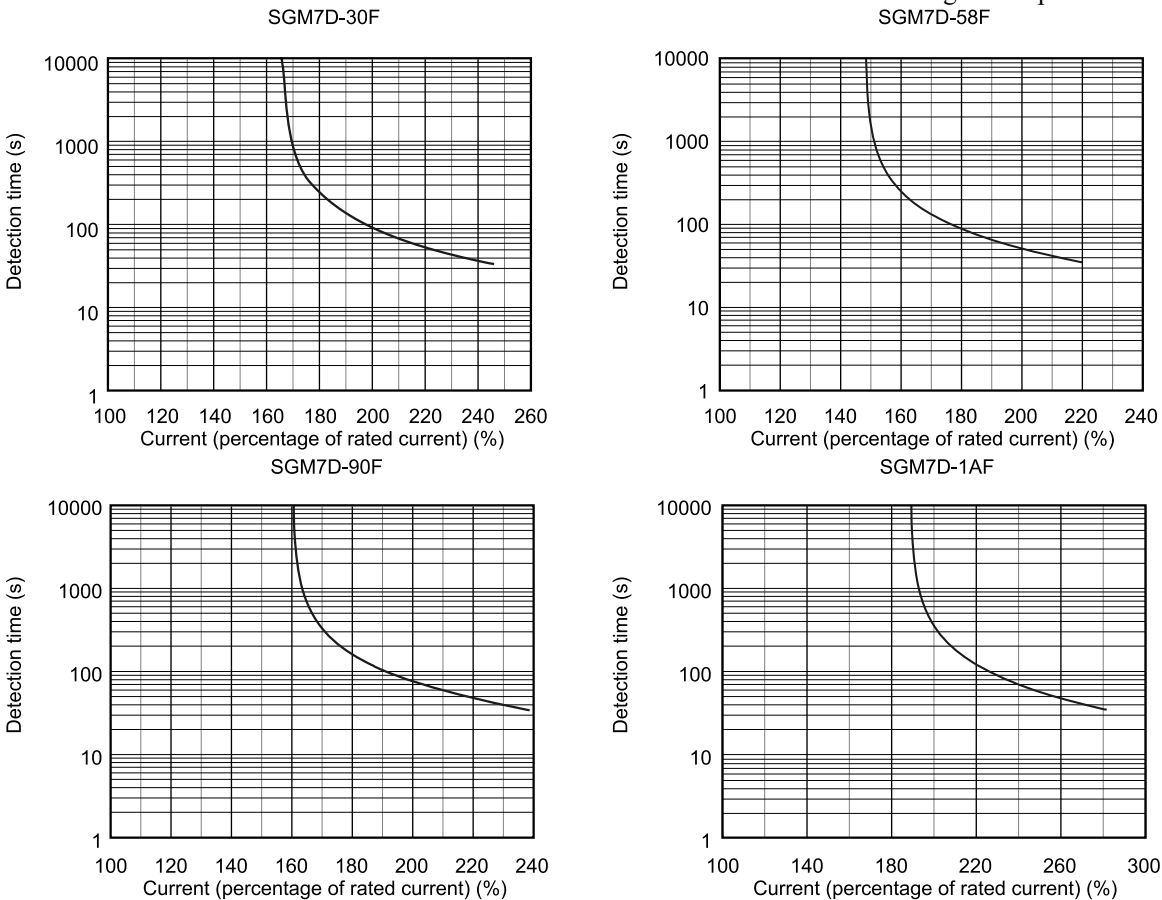 SGM7D-30F
10000
1000
100
10
1
Detection time (s)
100 120 140 160 180 200 220 240 260
Current (percentage of rated current) (%)
SGM7D-58F
10000
1000
100
10
1
Detection time (s)
100 120 140 160 180 200 220 240
Current (percentage of rated current) (%)
SGM7D-90F
10000
1000
100
10
1
Detection time (s)
100 120 140 160 180 200 220 240
Current (percentage of rated current) (%)
SGM7D-1AF
10000
1000
100
10
1
Detection time (s)
100 140 180 220 260 300
Current (percentage of rated current) (%)